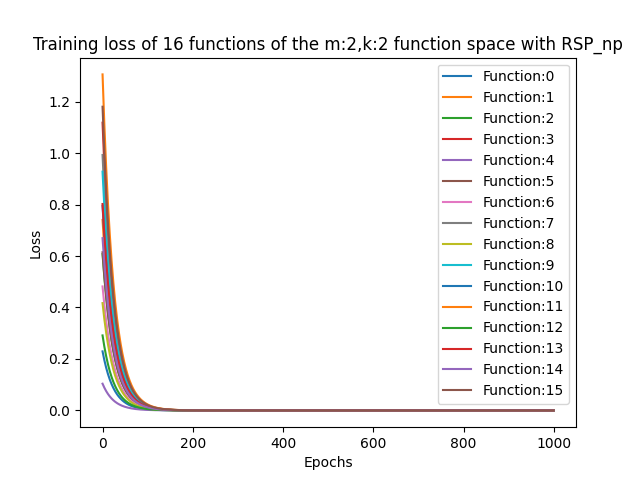 Training loss of 16 functions of the m:2,k:2 function space with RSP_np
Loss
1.2
1.0
0.8
0.6
0.4
0.2
0.0
0
200
400
600
800
1000
Epochs
Function:0
Function:1
Function:2
Function:3
Function:4
Function:5
Function:6
Function:7
Function:8
Function:9
Function:10
Function:11
Function:12
Function:13
Function:14
Function:15